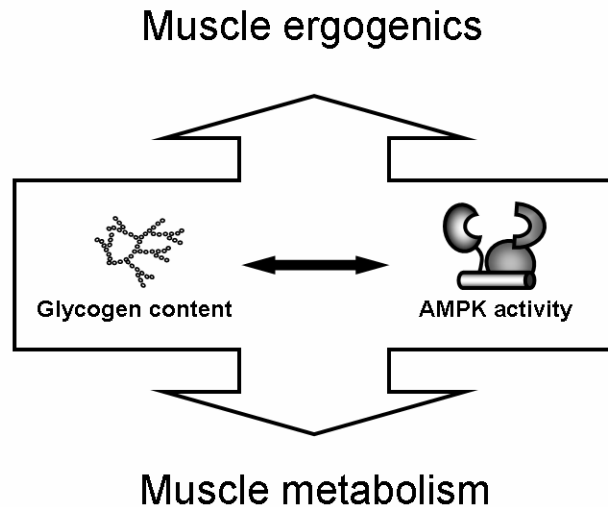 Muscle ergogenics
Glycogen content
AMPK activity
Muscle metabolism